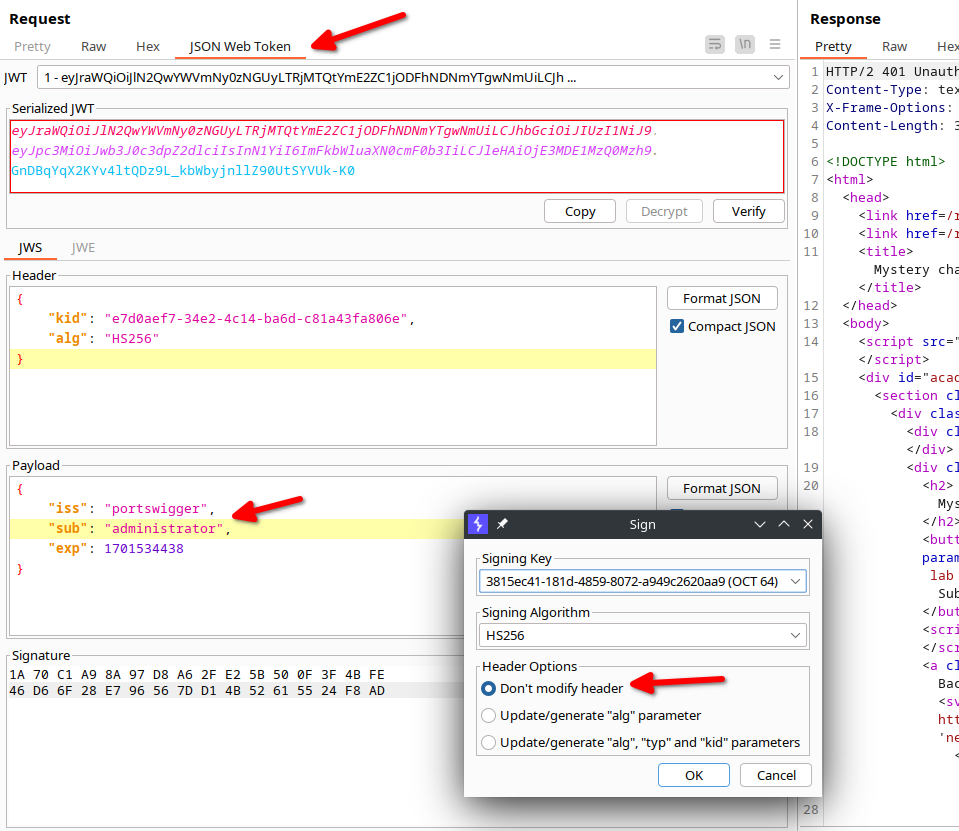 Request
Pretty Raw Hex JSON Web Token
\n
JWT 1 - eyJraWQiOiJlN2QwYWVmNy0zNGUyLTRjMTQtYmE2ZC1jODFhNDNmYTgwNmUiLCJh ...
Serialized JWT
eyJraWQiOiJlN2QwYWVmNy0zNGUyLTRjMTQtYmE2ZC1jODFhNDNmYTgwNmUiLCJhbGciOiJIUzI1NiJ9.
eyJpc3MiOiJwb3J0c3dpZ2dlciIsInN1YiI6ImFkbWluaXN0cmF0b3IiLCJleHAiOjE3MDE1MzQ0Mzh9.
GnDBqYqX2KYv4ltQDz9L_kbWbyjnllZ90UtSYVUk-K0
Copy Decrypt Verify
JWS JWE
Header
{
"kid": "e7d0aef7-34e2-4c14-ba6d-c81a43fa806e",
"alg": "HS256"
}
Format JSON
Compact JSON
Payload
{
"iss": "portswigger",
"sub": "administrator",
"exp": 1701534438
}
Format JSON
Signature
1A 70 C1 A9 8A 97 D8 A6 2F E2 5B 50 0F 3F 4B FE
46 D6 6F 28 E7 96 56 7D D1 4B 52 61 55 24 F8 AD
Sign
Signing Key
3815ec41-181d-4859-8072-a949c2620aa9 (OCT 64)
Signing Algorithm
HS256
Header Options
Don't modify header
Update/generate "alg" parameter
Update/generate "alg", "typ" and "kid" parameters
OK Cancel
Response
Pretty Raw Hex
1 HTTP/2 401 Unauth
2 Content-Type: tex
3 X-Frame-Options:
4 Content-Length: 3
5
6 <!DOCTYPE html>
7 <html>
8 <head>
9 <link href=/r
10 <link href=/r
11 <title>
Mystery cha
</title>
12 </head>
13 <body>
14 <script src="
</script>
15 <div id="acad
16 <section cl
17 <div clas
18 <div cl
</div>
19 <div cl
20 <h2>
Mys
</h2>
<butt
param
lab
Sub
</but
<scri
</scr
<a cl
Bac
<sv
htt
'ne
<
28